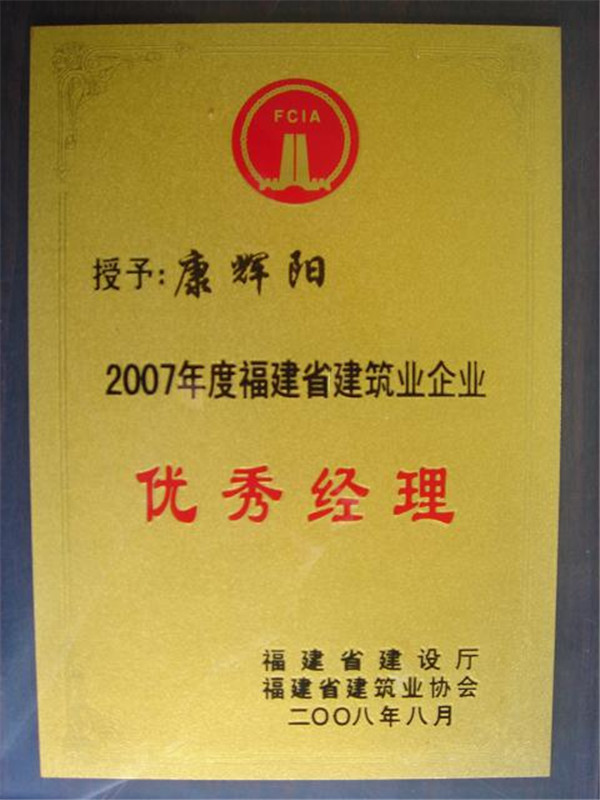 FCIA
授予:康辉阳
2007年度福建省建筑业企业
优秀经理
福建省建设厅
福建省建筑业协会
二〇〇八年八月